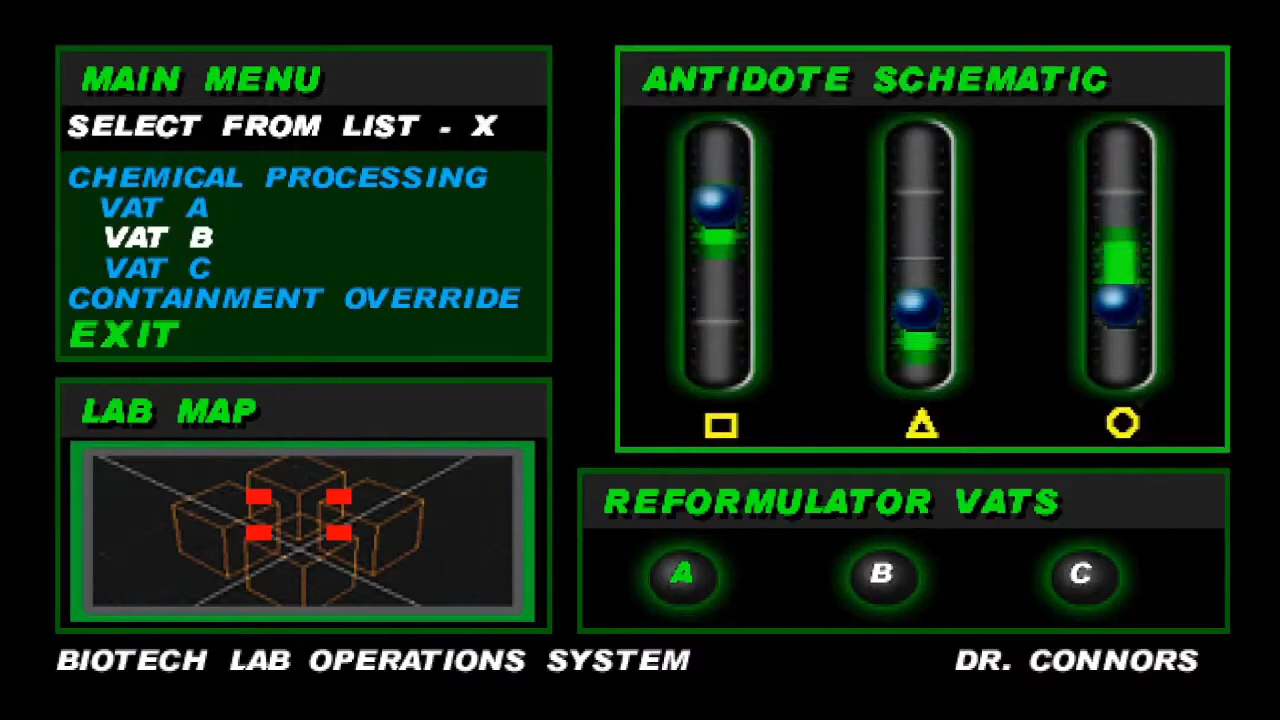 MAIN MENU
SELECT FROM LIST - X
CHEMICAL PROCESSING
VAT A
VAT B
VAT C
CONTAINMENT OVERRIDE
EXIT
LAB MAP
ANTIDOTE SCHEMATIC
REFORMULATOR VATS
A B C
BIOTECH LAB OPERATIONS SYSTEM
DR. CONNORS